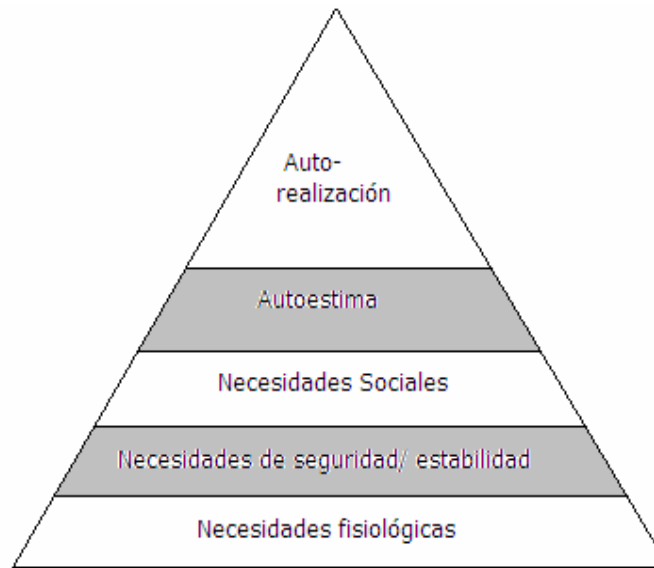 Auto-
realización
Autoestima
Necesidades Sociales
Necesidades de seguridad/ estabilidad
Necesidades fisiológicas